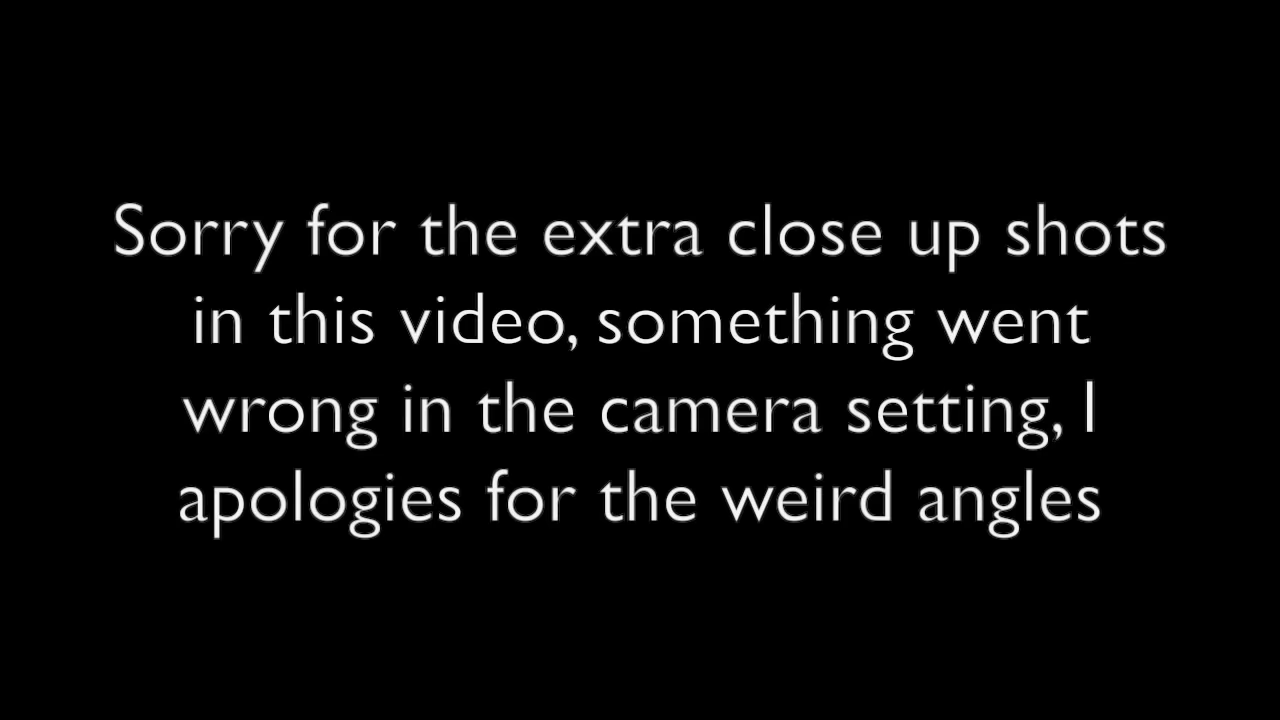 Sorry for the extra close up shots
in this video, something went
wrong in the camera setting, I
apologies for the weird angles